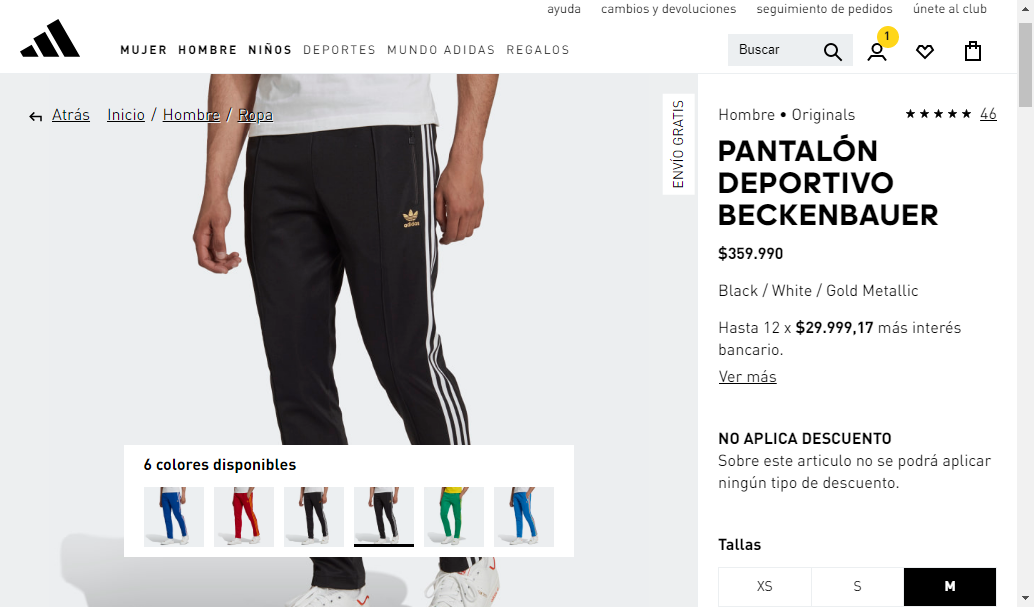 ayuda cambios y devoluciones seguimiento de pedidos únete al club
MUJER HOMBRE NIÑOS DEPORTES MUNDO ADIDAS REGALOS
Buscar
1
Atrás Inicio / Hombre / Ropa
ENVÍO GRATIS
adidas
Hombre • Originals
46
PANTALÓN
DEPORTIVO
BECKENBAUER
$359.990
Black / White / Gold Metallic
Hasta 12 x $29.999,17 más interés
bancario.
Ver más
NO APLICA DESCUENTO
Sobre este articulo no se podrá aplicar
ningún tipo de descuento.
6 colores disponibles
Tallas
XS S M